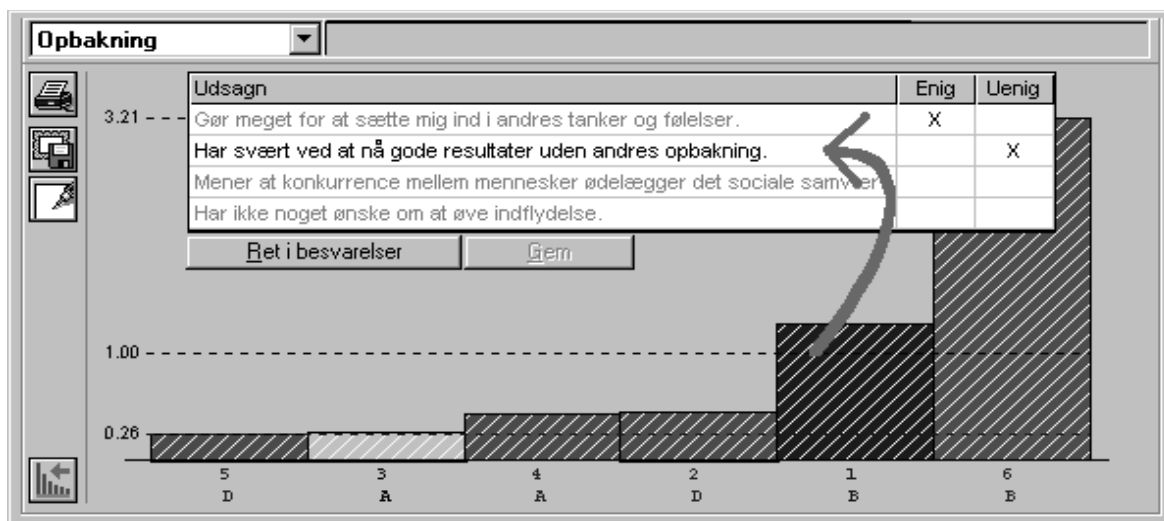 Opbakning
Udsagn Enig Uenig
3.21 Gør meget for at sætte mig ind i andres tanker og følelser. X
Har svært ved at nå gode resultater uden andres opbakning. X
Mener at konkurrence mellem mennesker ødelægger det sociale
Har ikke noget ønske om at øve indflydelse.
Ret i besvarelser Gem
1.00
0.26
5 3 4 2 1 6
D A A D B B